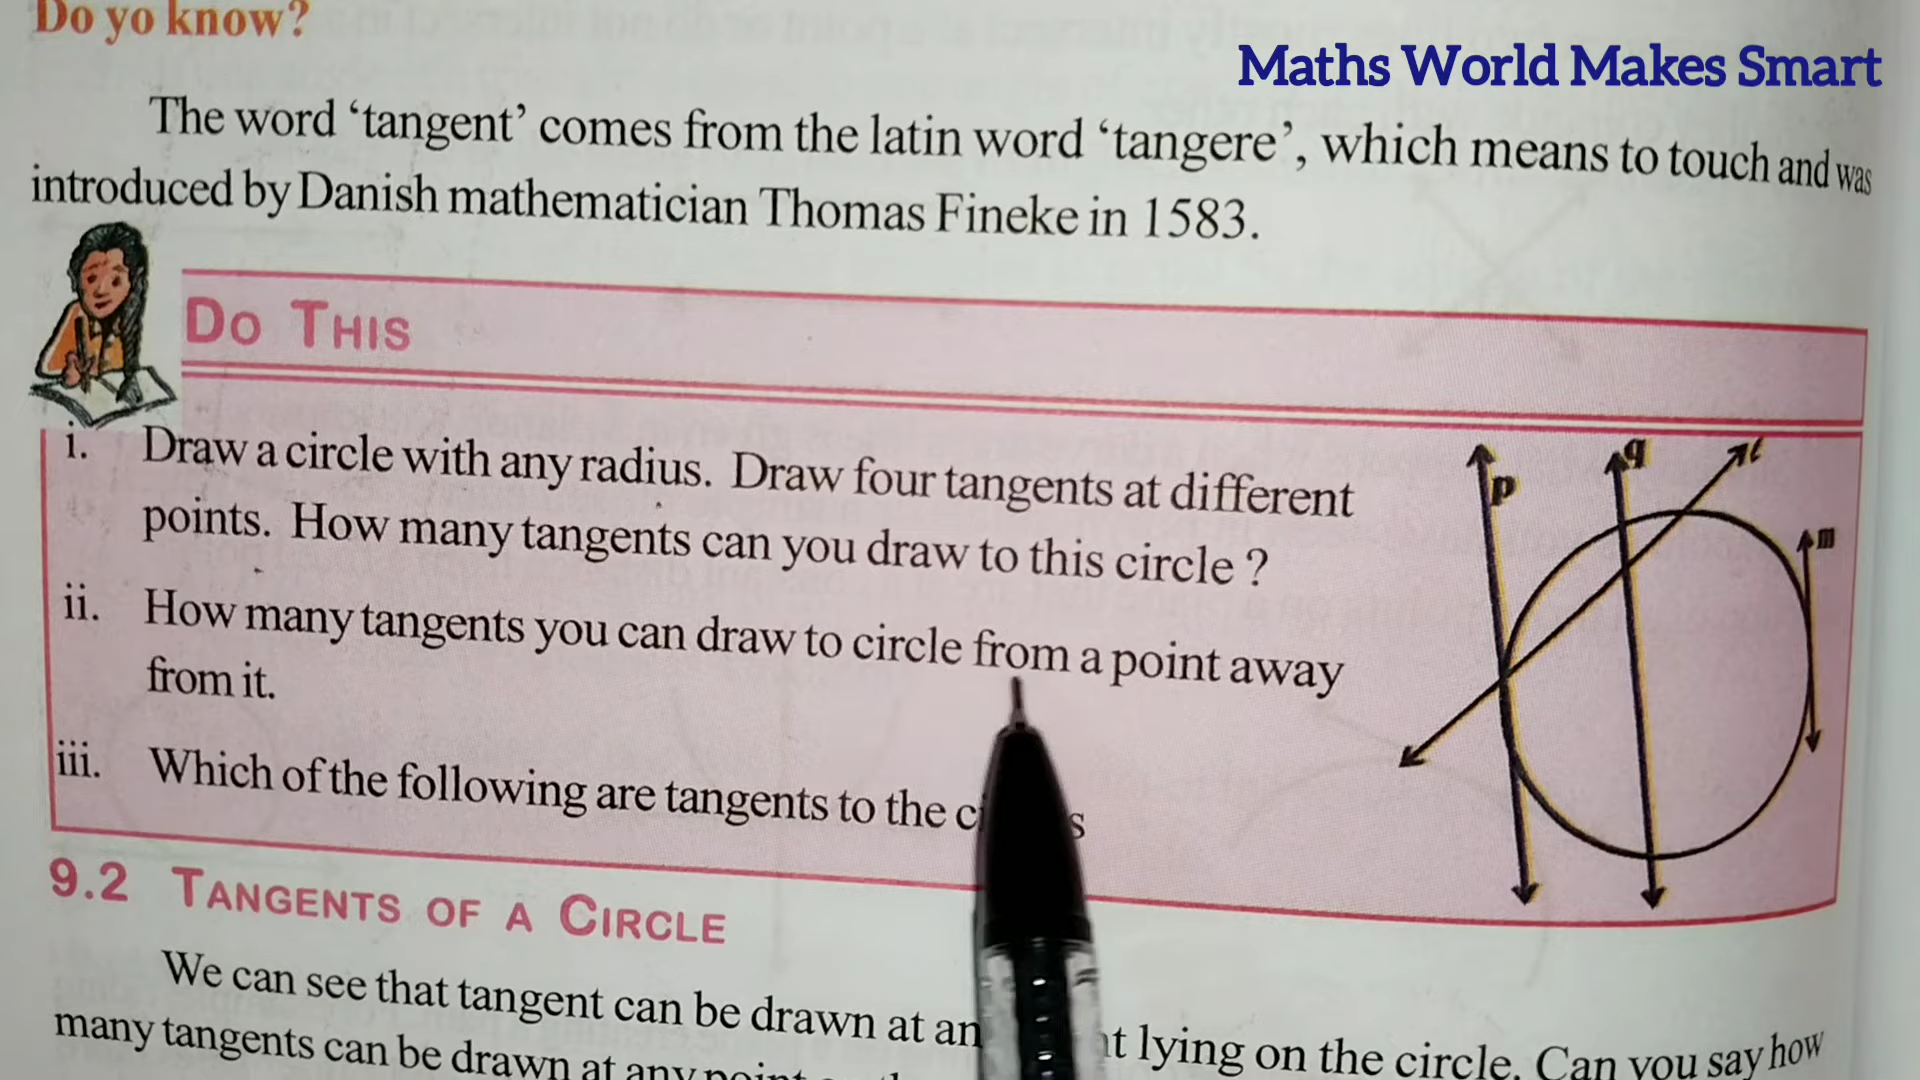 Do yo know?
Maths World Makes Smart
The word ‘tangent’ comes from the latin word ‘tangere’, which means to touch and was
introduced by Danish mathematician Thomas Fineke in 1583.
DO THIS
i. Draw a circle with any radius. Draw four tangents at different
points. How many tangents can you draw to this circle ?
ii. How many tangents you can draw to circle from a point away
from it.
iii. Which of the following are tangents to the
p
q
l
m
9.2 TANGENTS OF A CIRCLE
We can see that tangent can be drawn at lying on the circle. Can you say how
many tangents can be drawn at any